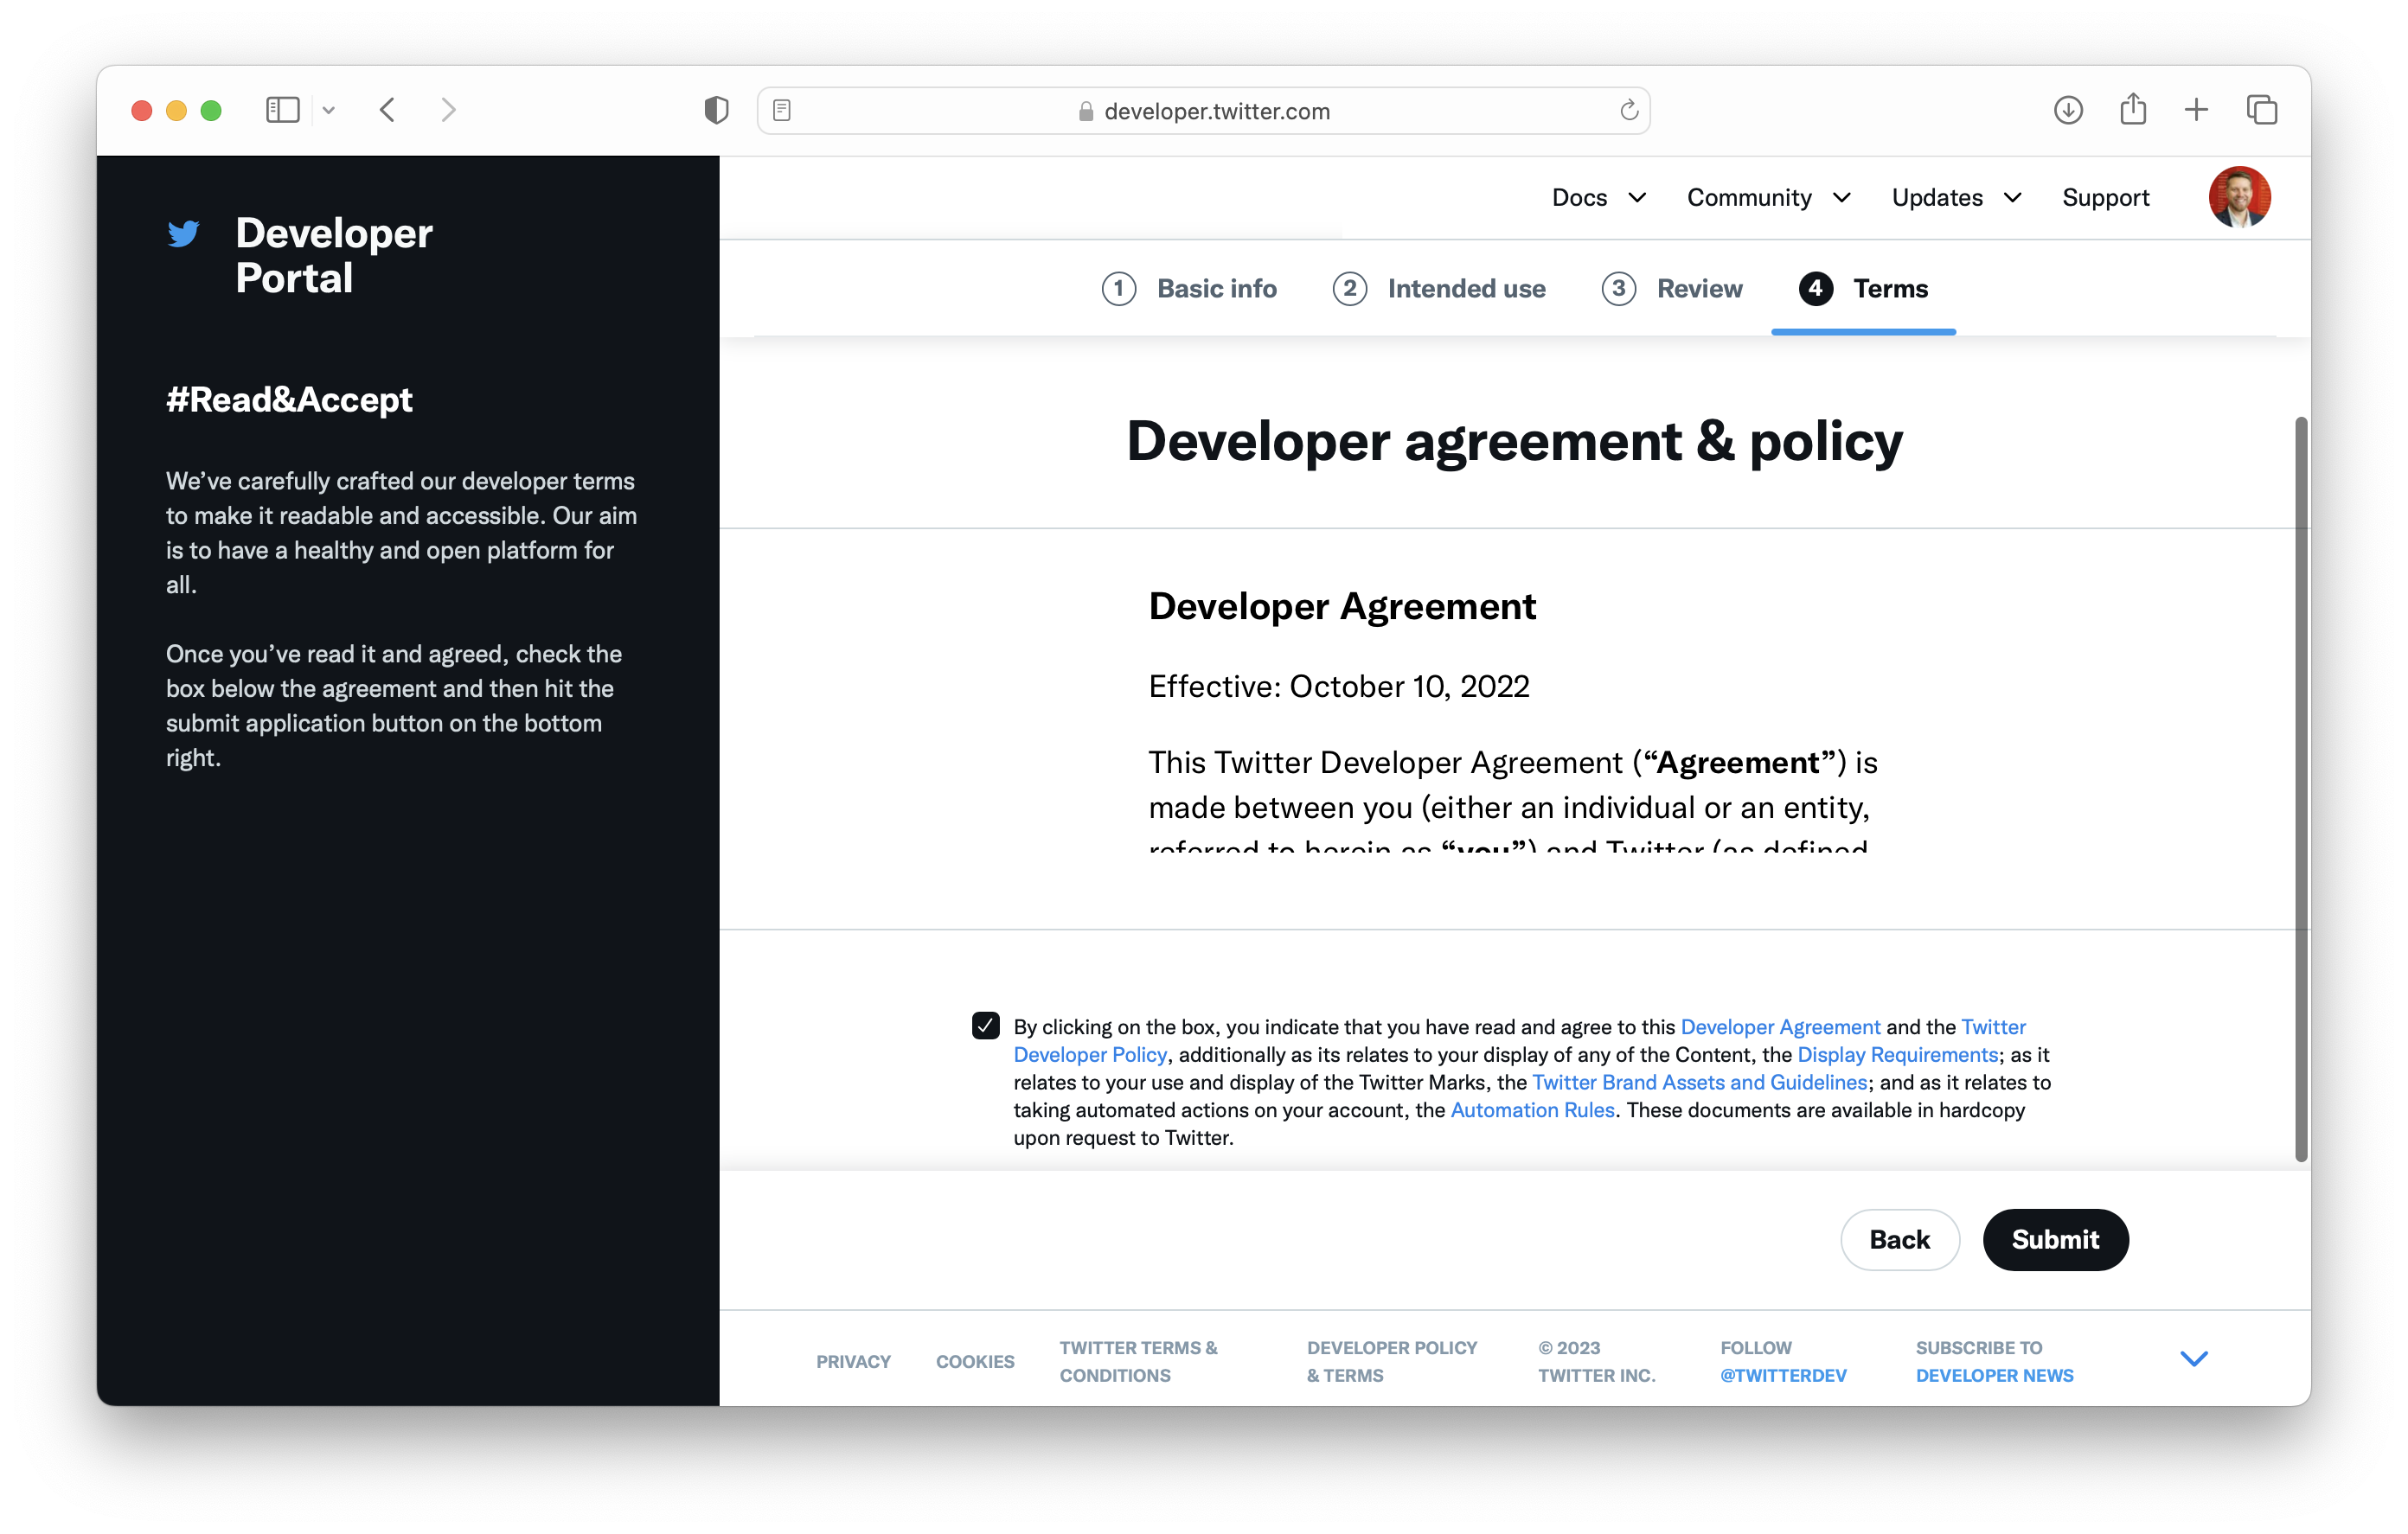 developer.twitter.com
Developer
Portal
#Read&Accept
We’ve carefully crafted our developer terms
to make it readable and accessible. Our aim
is to have a healthy and open platform for
all.
Once you’ve read it and agreed, check the
box below the agreement and then hit the
submit application button on the bottom
right.
Docs Community Updates Support
1 Basic info 2 Intended use 3 Review 4 Terms
Developer agreement & policy
Developer Agreement
Effective: October 10, 2022
This Twitter Developer Agreement (“Agreement”) is
made between you (either an individual or an entity,
referred to herein as “you”) and Twitter (as defined
By clicking on the box, you indicate that you have read and agree to this Developer Agreement and the Twitter
Developer Policy, additionally as its relates to your display of any of the Content, the Display Requirements; as it
relates to your use and display of the Twitter Marks, the Twitter Brand Assets and Guidelines; and as it relates to
taking automated actions on your account, the Automation Rules. These documents are available in hardcopy
upon request to Twitter.
Back Submit
PRIVACY
COOKIES
TWITTER TERMS &
CONDITIONS
DEVELOPER POLICY
& TERMS
© 2023
TWITTER INC.
FOLLOW
@TWITTERDEV
SUBSCRIBE TO
DEVELOPER NEWS